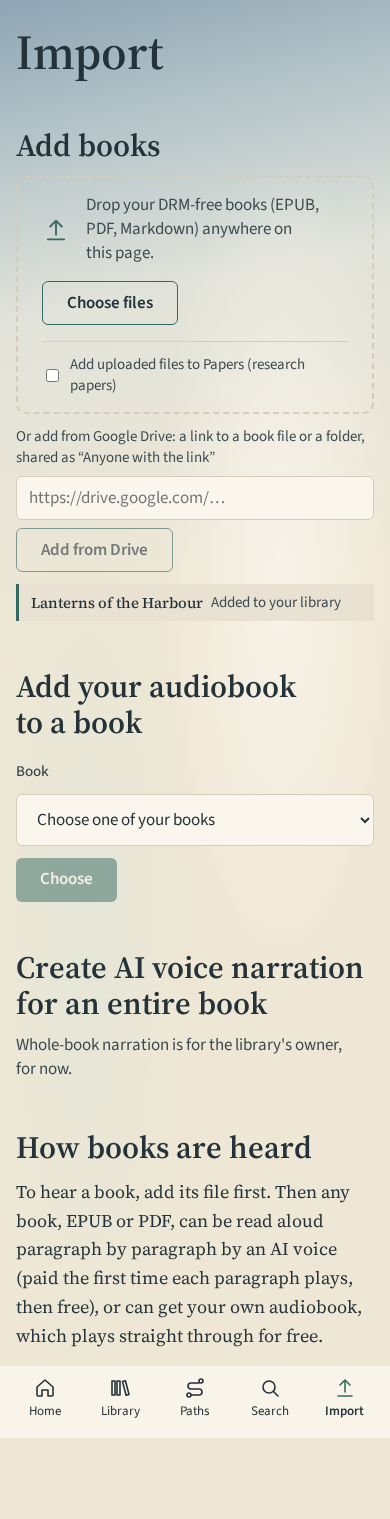 Import
Add books
Drop your DRM-free books (EPUB,
PDF, Markdown) anywhere on
this page.
Choose files
Add uploaded files to Papers (research
papers)
Or add from Google Drive: a link to a book file or a folder,
shared as “Anyone with the link”
https://drive.google.com/…
Add from Drive
Lanterns of the Harbour Added to your library
Add your audiobook
to a book
Book
Choose one of your books
Choose
Create AI voice narration
for an entire book
Whole-book narration is for the library's owner,
for now.
How books are heard
To hear a book, add its file first. Then any
book, EPUB or PDF, can be read aloud
paragraph by paragraph by an AI voice
(paid the first time each paragraph plays,
then free), or can get your own audiobook,
which plays straight through for free.
Home Library Paths Search Import